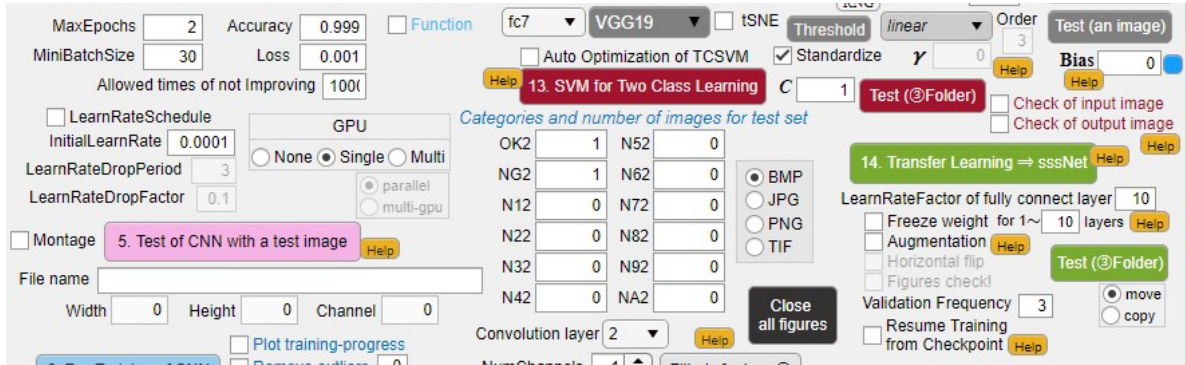 MaxEpochs 2 Accuracy 0.999 Function fc7 VGG19 tSNE Threshold linear Order 3 Test (an image)
MiniBatchSize 30 Loss 0.001 Auto Optimization of TCSVM Standardize γ 0 Help Bias 0
Allowed times of not Improving Help 13. SVM for Two Class Learning C 1 Test (③Folder) Help
Check of input image
LearnRateSchedule GPU Categories and number of images for test set Check of output image
InitialLearnRate 0.0001 None Single Multi OK2 1 N52 0 Help
LearnRateDropPeriod 3 NG2 1 N62 0 BMP 14. Transfer Learning ⇒ sssNet Help
LearnRateDropFactor 0.1 parallel multi-gpu N12 0 N72 0 JPG LearnRateFactor of fully connect layer 10
PNG Freeze weight for 1～ 10 layers Help
Montage 5. Test of CNN with a test image Help N22 0 N82 0 TIF Augmentation Help
N32 0 N92 0 Horizontal flip Test (③Folder)
File name Figures check!
Width 0 Height 0 Channel 0 N42 0 NA2 0 Close all figures Validation Frequency 3 move
copy
Convolution layer 2 Help Resume Training
Plot training-progress from Checkpoint Help